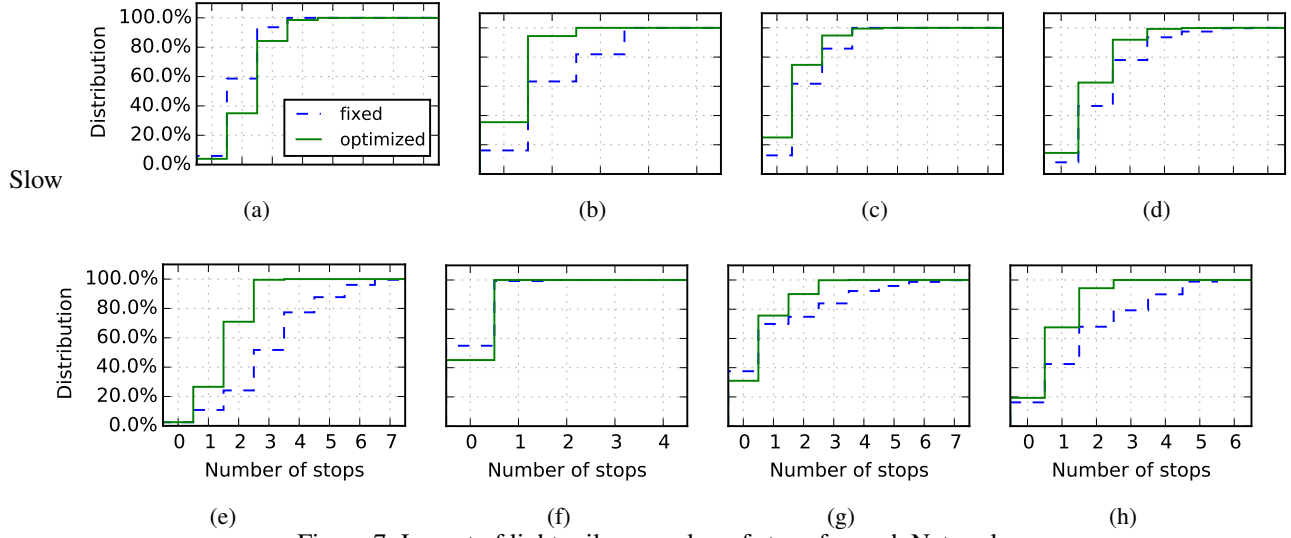 100.0%
80.0%
60.0%
40.0%
20.0%
0.0%
Distribution
fixed
optimized
Slow
(a) (b) (c) (d)
100.0%
80.0%
60.0%
40.0%
20.0%
0.0%
Distribution
0 1 2 3 4 5 6 7
Number of stops
0 1 2 3 4
Number of stops
0 1 2 3 4 5 6 7
Number of stops
0 1 2 3 4 5 6
Number of stops
(e) (f) (g) (h)